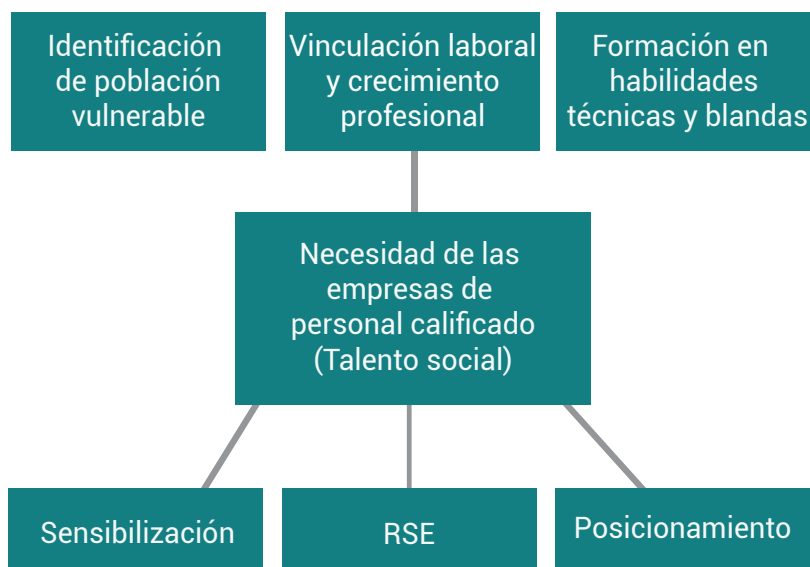 Identificación
de población
vulnerable
Vinculación laboral
y crecimiento
profesional
Formación en
habilidades
técnicas y blandas
Necesidad de las
empresas de
personal calificado
(Talento social)
Sensibilización
RSE
Posicionamiento